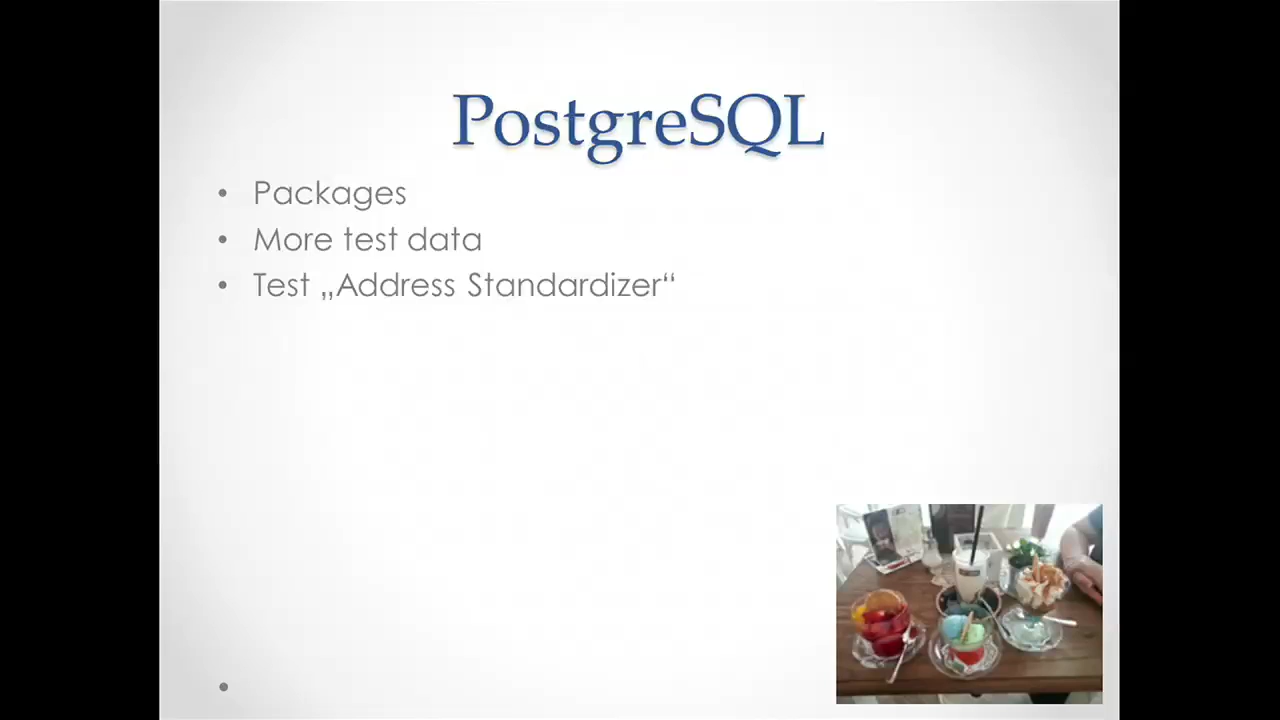 PostgreSQL
• Packages
• More test data
• Test „Address Standardizer“
•